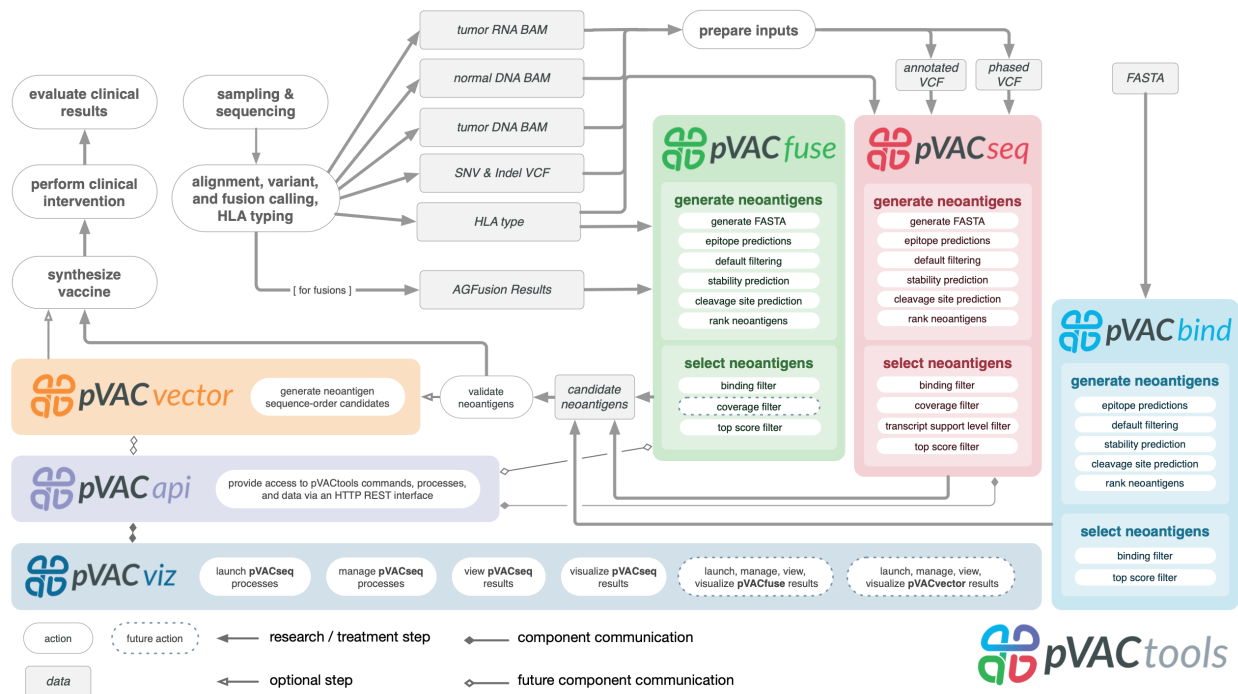 evaluate clinical
results
perform clinical
intervention
synthesize
vaccine
sampling &
sequencing
alignment, variant,
and fusion calling,
HLA typing
[ for fusions ]
tumor RNA BAM
normal DNA BAM
tumor DNA BAM
SNV & Indel VCF
HLA type
AGFusion Results
prepare inputs
annotated
VCF
phased
VCF
FASTA
pVACfuse
generate neoantigens
generate FASTA
epitope predictions
default filtering
stability prediction
cleavage site prediction
rank neoantigens
select neoantigens
binding filter
coverage filter
top score filter
pVACseq
generate neoantigens
generate FASTA
epitope predictions
default filtering
stability prediction
cleavage site prediction
rank neoantigens
select neoantigens
binding filter
coverage filter
transcript support level filter
top score filter
pVACbind
generate neoantigens
epitope predictions
default filtering
stability prediction
cleavage site prediction
rank neoantigens
select neoantigens
binding filter
top score filter
candidate
neoantigens
validate
neoantigens
pVACvector
generate neoantigen
sequence-order candidates
pVACapi
provide access to pVACtools commands, processes,
and data via an HTTP REST interface
pVACviz
launch pVACseq
processes
manage pVACseq
processes
view pVACseq
results
visualize pVACseq
results
launch, manage, view,
visualize pVACfuse results
launch, manage, view,
visualize pVACvector results
action
future action
research / treatment step
component communication
data
optional step
future component communication
pVACtools